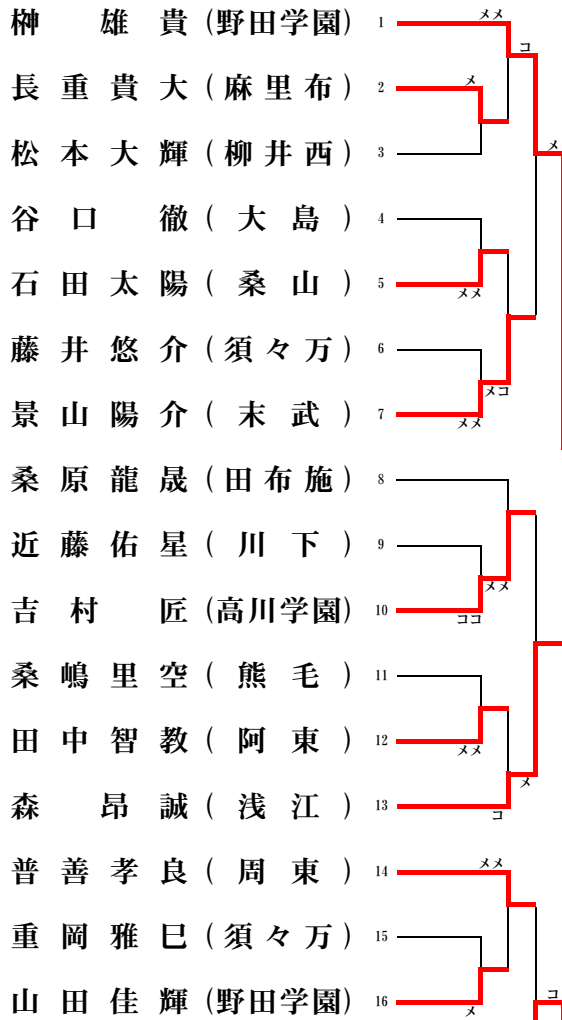 榊 雄 貴 (野田学園) 1
メメ
コ
長 重 貴 大 ( 麻 里 布 ) 2
メ
松 本 大 輝 ( 柳 井 西 ) 3
メ
谷 口 徹 ( 大 島 ) 4
石 田 太 陽 ( 桑 山 ) 5
メメ
藤 井 悠 介 ( 須 々 万 ) 6
メコ
景 山 陽 介 ( 末 武 ) 7
メメ
桑 原 龍 晟 ( 田 布 施 ) 8
近 藤 佑 星 ( 川 下 ) 9
メメ
吉 村 匠 (高川学園) 10
ココ
桑 嶋 里 空 ( 熊 毛 ) 11
田 中 智 教 ( 阿 東 ) 12
メメ
メ
森 昂 誠 ( 浅 江 ) 13
コ
普 善 孝 良 ( 周 東 ) 14
メメ
重 岡 雅 巳 ( 須 々 万 ) 15
山 田 佳 輝 (野田学園) 16
メ
コ